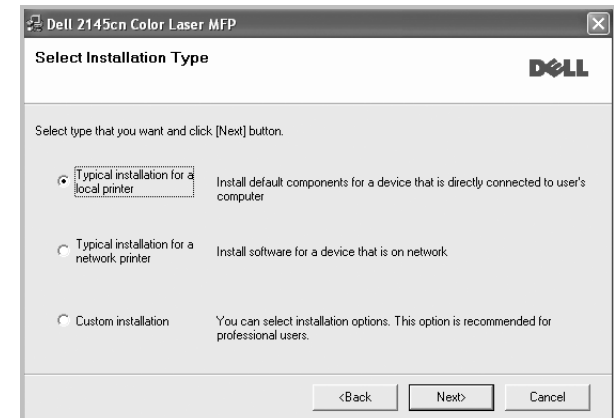 Dell 2145cn Color Laser MFP
Select Installation Type
DELL
Select type that you want and click [Next] button.
Typical installation for a
local printer
Install default components for a device that is directly connected to user's
computer
Typical installation for a
network printer
Install software for a device that is on network
Custom installation
You can select installation options. This option is recommended for
professional users.
<Back
Next>
Cancel